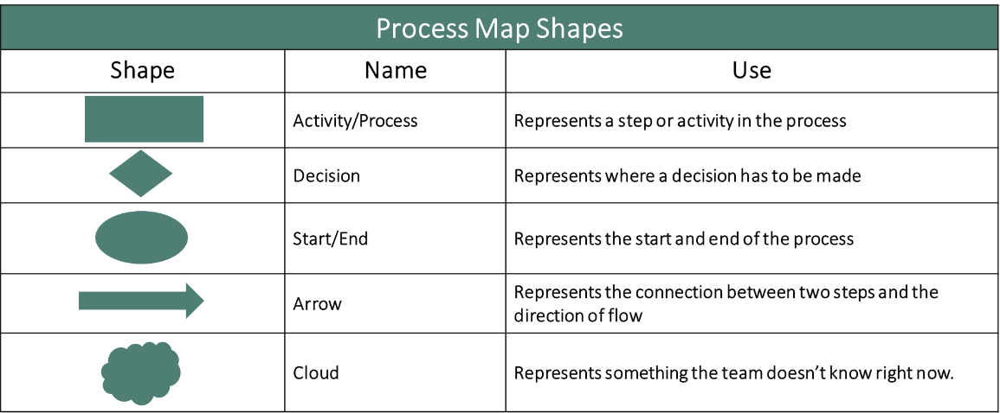 Process Map Shapes
Shape Name Use
Activity/Process Represents a step or activity in the process
Decision Represents where a decision has to be made
Start/End Represents the start and end of the process
Arrow Represents the connection between two steps and the
direction of flow
Cloud Represents something the team doesn’t know right now.